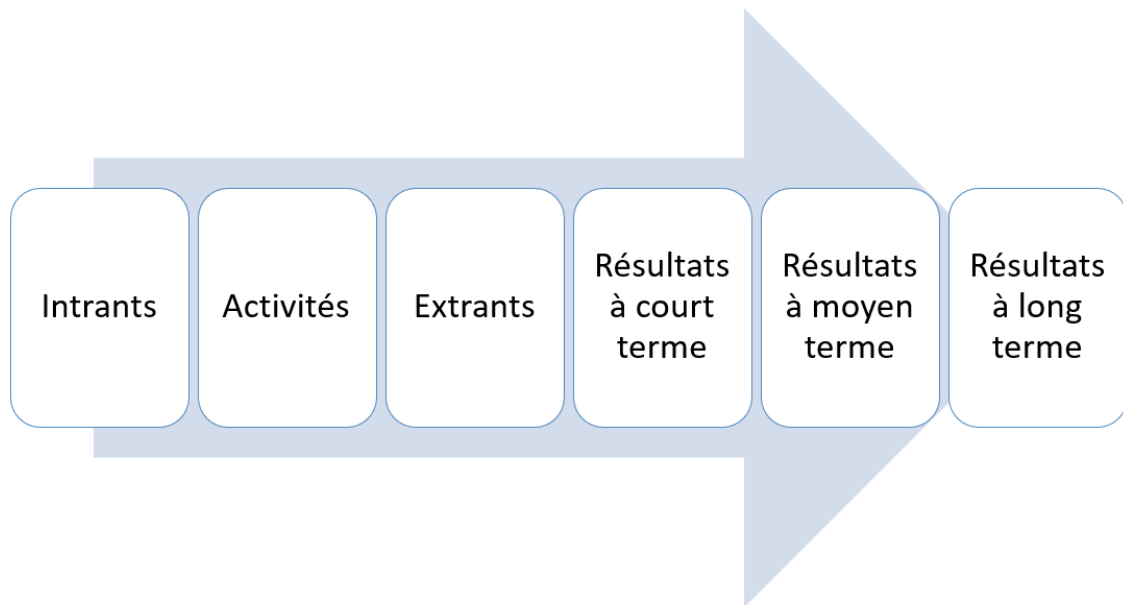 Intrants
Activités
Extrants
Résultats
à court
terme
Résultats
à moyen
terme
Résultats
à long
terme